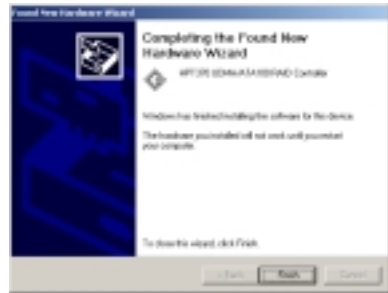 Found New Hardware Wizard
Completing the Found New
Hardware Wizard
Controller
Windows has finished installing the software for this device.
The hardware you installed will not work until you restart
your computer.
To close this wizard, click Finish.
< Back
Finish
Cancel